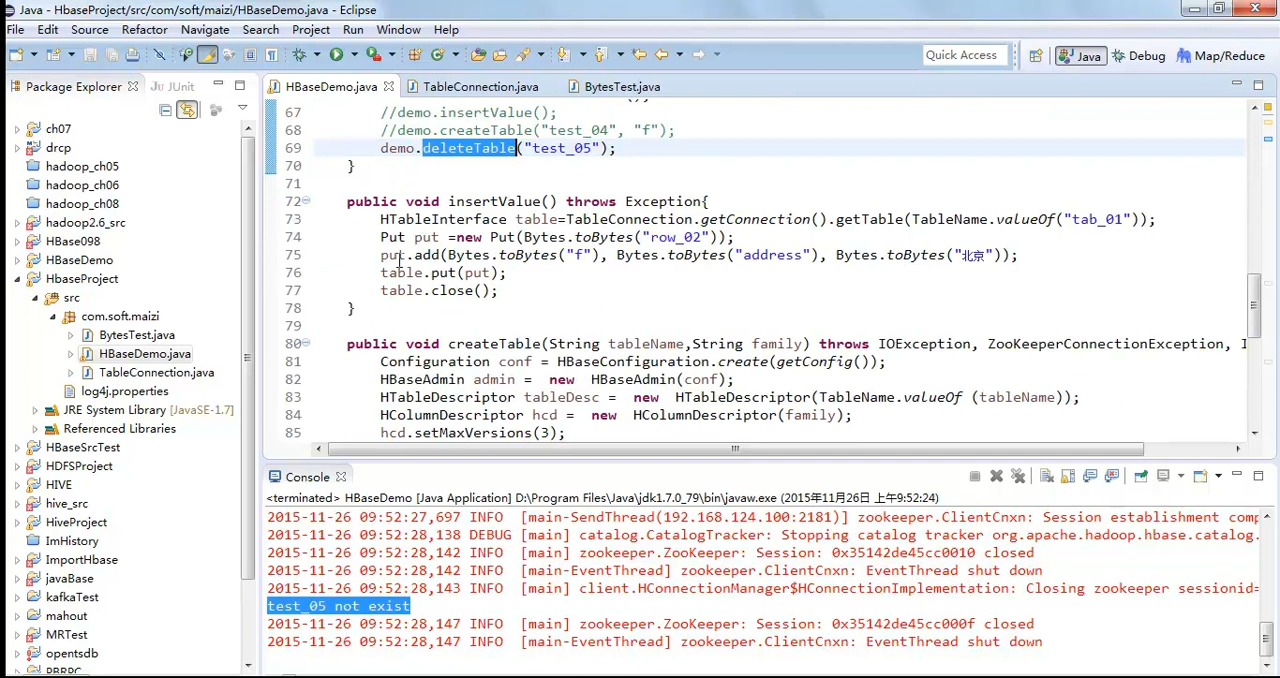 Java - HbaseProject/src/com/soft/maizi/HBaseDemo.java - Eclipse
File Edit Source Refactor Navigate Search Project Run Window Help
Quick Access Java Debug Map/Reduce
Package Explorer JUnit
HBaseDemo.java TableConnection.java BytesTest.java
ch07
drcp
hadoop_ch05
hadoop_ch06
hadoop_ch08
hadoop2.6_src
HBase098
HBaseDemo
HbaseProject
src
com.soft.maizi
BytesTest.java
HBaseDemo.java
TableConnection.java
log4j.properties
JRE System Library [JavaSE-1.7]
Referenced Libraries
HBaseSrcTest
HDFSProject
HIVE
hive_src
HiveProject
ImHistory
ImportHbase
javaBase
kafkaTest
mahout
MRTest
opentsdb
PBRPC
67 //demo.insertValue();
68 //demo.createTable("test_04", "f");
69 demo.deleteTable("test_05");
70 }
71
72 public void insertValue() throws Exception{
73 HTableInterface table=TableConnection.getConnection().getTable(TableName.valueOf("tab_01"));
74 Put put =new Put(Bytes.toBytes("row_02"));
75 put.add(Bytes.toBytes("f"), Bytes.toBytes("address"), Bytes.toBytes("北京"));
76 table.put(put);
77 table.close();
78 }
79
80 public void createTable(String tableName,String family) throws IOException, ZooKeeperConnectionException, I
81 Configuration conf = HBaseConfiguration.create(getConfig());
82 HBaseAdmin admin = new HBaseAdmin(conf);
83 HTableDescriptor tableDesc = new HTableDescriptor(TableName.valueOf (tableName));
84 HColumnDescriptor hcd = new HColumnDescriptor(family);
85 hcd.setMaxVersions(3);
Console
<terminated> HBaseDemo [Java Application] D:\Program Files\Java\jdk1.7.0_79\bin\javaw.exe (2015年11月26日 上午9:52:24)
2015-11-26 09:52:27,697 INFO [main-SendThread(192.168.124.100:2181)] zookeeper.ClientCnxn: Session establishment comp
2015-11-26 09:52:28,138 DEBUG [main] catalog.CatalogTracker: Stopping catalog tracker org.apache.hadoop.hbase.catalog.
2015-11-26 09:52:28,142 INFO [main] zookeeper.ZooKeeper: Session: 0x35142de45cc0010 closed
2015-11-26 09:52:28,142 INFO [main-EventThread] zookeeper.ClientCnxn: EventThread shut down
2015-11-26 09:52:28,143 INFO [main] client.HConnectionManager$HConnectionImplementation: Closing zookeeper sessionid=
test_05 not exist
2015-11-26 09:52:28,147 INFO [main] zookeeper.ZooKeeper: Session: 0x35142de45cc000f closed
2015-11-26 09:52:28,147 INFO [main-EventThread] zookeeper.ClientCnxn: EventThread shut down